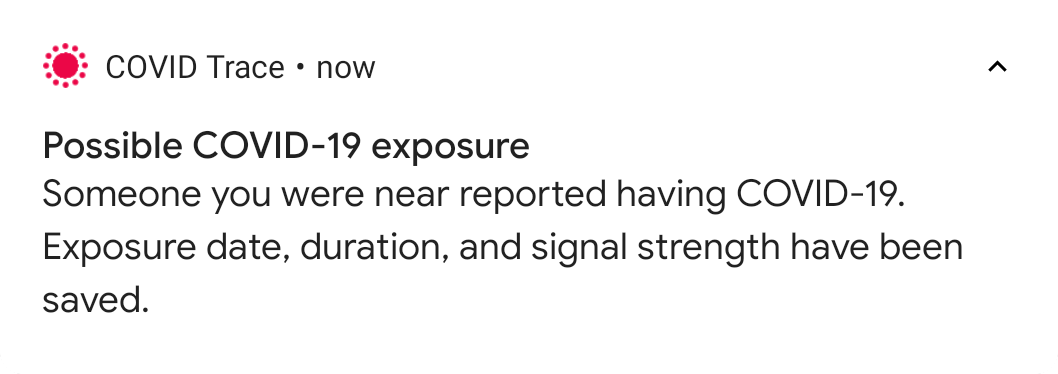 COVID Trace • now
Possible COVID-19 exposure
Someone you were near reported having COVID-19.
Exposure date, duration, and signal strength have been
saved.